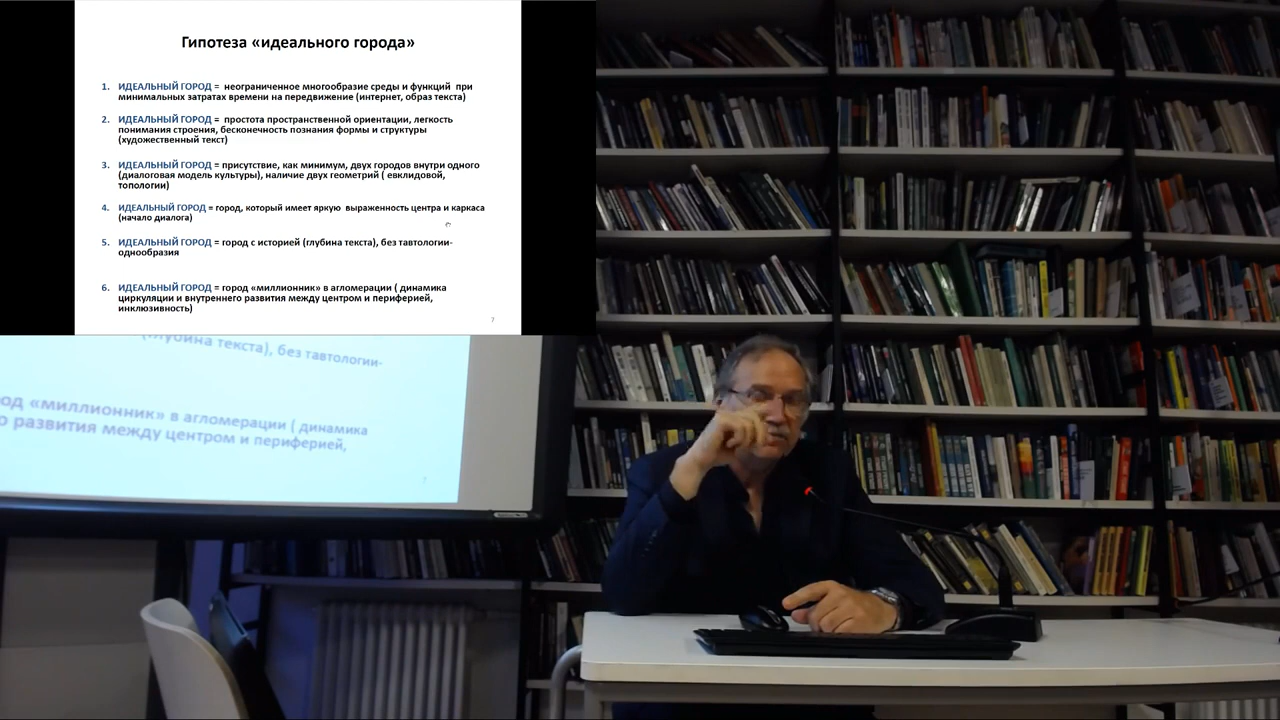 Гипотеза «идеального города»
1. ИДЕАЛЬНЫЙ ГОРОД = неограниченное многообразие среды и функций при
минимальных затратах времени на передвижение (интернет, образ текста)
2. ИДЕАЛЬНЫЙ ГОРОД = простота пространственной ориентации, легкость
понимания строения, бесконечность познания формы и структуры
(художественный текст)
3. ИДЕАЛЬНЫЙ ГОРОД = присутствие, как минимум, двух городов внутри одного
(диалоговая модель культуры), наличие двух геометрий ( евклидовой,
топологии)
4. ИДЕАЛЬНЫЙ ГОРОД = город, который имеет яркую выраженность центра и каркаса
(начало диалога)
5. ИДЕАЛЬНЫЙ ГОРОД = город с историей (глубина текста), без тавтологии-
однообразия
6. ИДЕАЛЬНЫЙ ГОРОД = город «миллионник» в агломерации ( динамика
циркуляции и внутреннего развития между центром и периферией,
инклюзивность)
7
(глубина текста), без тавтологии-
од «миллионник» в агломерации ( динамика
о развития между центром и периферией,
7